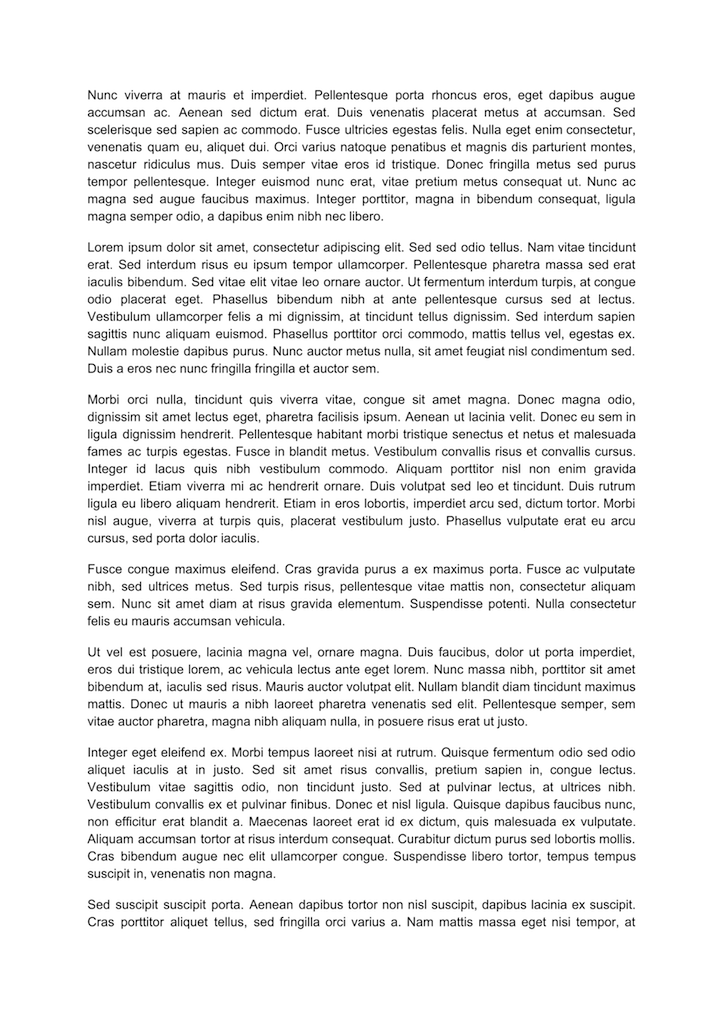 Nunc viverra at mauris et imperdiet. Pellentesque porta rhoncus eros, eget dapibus augue
accumsan ac. Aenean sed dictum erat. Duis venenatis placerat metus at accumsan. Sed
scelerisque sed sapien ac commodo. Fusce ultricies egestas felis. Nulla eget enim consectetur,
venenatis quam eu, aliquet dui. Orci varius natoque penatibus et magnis dis parturient montes,
nascetur ridiculus mus. Duis semper vitae eros id tristique. Donec fringilla metus sed purus
tempor pellentesque. Integer euismod nunc erat, vitae pretium metus consequat ut. Nunc ac
magna sed augue faucibus maximus. Integer porttitor, magna in bibendum consequat, ligula
magna semper odio, a dapibus enim nibh nec libero.
Lorem ipsum dolor sit amet, consectetur adipiscing elit. Sed sed odio tellus. Nam vitae tincidunt
erat. Sed interdum risus eu ipsum tempor ullamcorper. Pellentesque pharetra massa sed erat
iaculis bibendum. Sed vitae elit vitae leo ornare auctor. Ut fermentum interdum turpis, at congue
odio placerat eget. Phasellus bibendum nibh at ante pellentesque cursus sed at lectus.
Vestibulum ullamcorper felis a mi dignissim, at tincidunt tellus dignissim. Sed interdum sapien
sagittis nunc aliquam euismod. Phasellus porttitor orci commodo, mattis tellus vel, egestas ex.
Nullam molestie dapibus purus. Nunc auctor metus nulla, sit amet feugiat nisl condimentum sed.
Duis a eros nec nunc fringilla fringilla et auctor sem.
Morbi orci nulla, tincidunt quis viverra vitae, congue sit amet magna. Donec magna odio,
dignissim sit amet lectus eget, pharetra facilisis ipsum. Aenean ut lacinia velit. Donec eu sem in
ligula dignissim hendrerit. Pellentesque habitant morbi tristique senectus et netus et malesuada
fames ac turpis egestas. Fusce in blandit metus. Vestibulum convallis risus et convallis cursus.
Integer id lacus quis nibh vestibulum commodo. Aliquam porttitor nisl non enim gravida
imperdiet. Etiam viverra mi ac hendrerit ornare. Duis volutpat sed leo et tincidunt. Duis rutrum
ligula eu libero aliquam hendrerit. Etiam in eros lobortis, imperdiet arcu sed, dictum tortor. Morbi
nisl augue, viverra at turpis quis, placerat vestibulum justo. Phasellus vulputate erat eu arcu
cursus, sed porta dolor iaculis.
Fusce congue maximus eleifend. Cras gravida purus a ex maximus porta. Fusce ac vulputate
nibh, sed ultrices metus. Sed turpis risus, pellentesque vitae mattis non, consectetur aliquam
sem. Nunc sit amet diam at risus gravida elementum. Suspendisse potenti. Nulla consectetur
felis eu mauris accumsan vehicula.
Ut vel est posuere, lacinia magna vel, ornare magna. Duis faucibus, dolor ut porta imperdiet,
eros dui tristique lorem, ac vehicula lectus ante eget lorem. Nunc massa nibh, porttitor sit amet
bibendum at, iaculis sed risus. Mauris auctor volutpat elit. Nullam blandit diam tincidunt maximus
mattis. Donec ut mauris a nibh laoreet pharetra venenatis sed elit. Pellentesque semper, sem
vitae auctor pharetra, magna nibh aliquam nulla, in posuere risus erat ut justo.
Integer eget eleifend ex. Morbi tempus laoreet nisi at rutrum. Quisque fermentum odio sed odio
aliquet iaculis at in justo. Sed sit amet risus convallis, pretium sapien in, congue lectus.
Vestibulum vitae sagittis odio, non tincidunt justo. Sed at pulvinar lectus, at ultrices nibh.
Vestibulum convallis ex et pulvinar finibus. Donec et nisl ligula. Quisque dapibus faucibus nunc,
non efficitur erat blandit a. Maecenas laoreet erat id ex dictum, quis malesuada ex vulputate.
Aliquam accumsan tortor at risus interdum consequat. Curabitur dictum purus sed lobortis mollis.
Cras bibendum augue nec elit ullamcorper congue. Suspendisse libero tortor, tempus tempus
suscipit in, venenatis non magna.
Sed suscipit suscipit porta. Aenean dapibus tortor non nisl suscipit, dapibus lacinia ex suscipit.
Cras porttitor aliquet tellus, sed fringilla orci varius a. Nam mattis massa eget nisi tempor, at